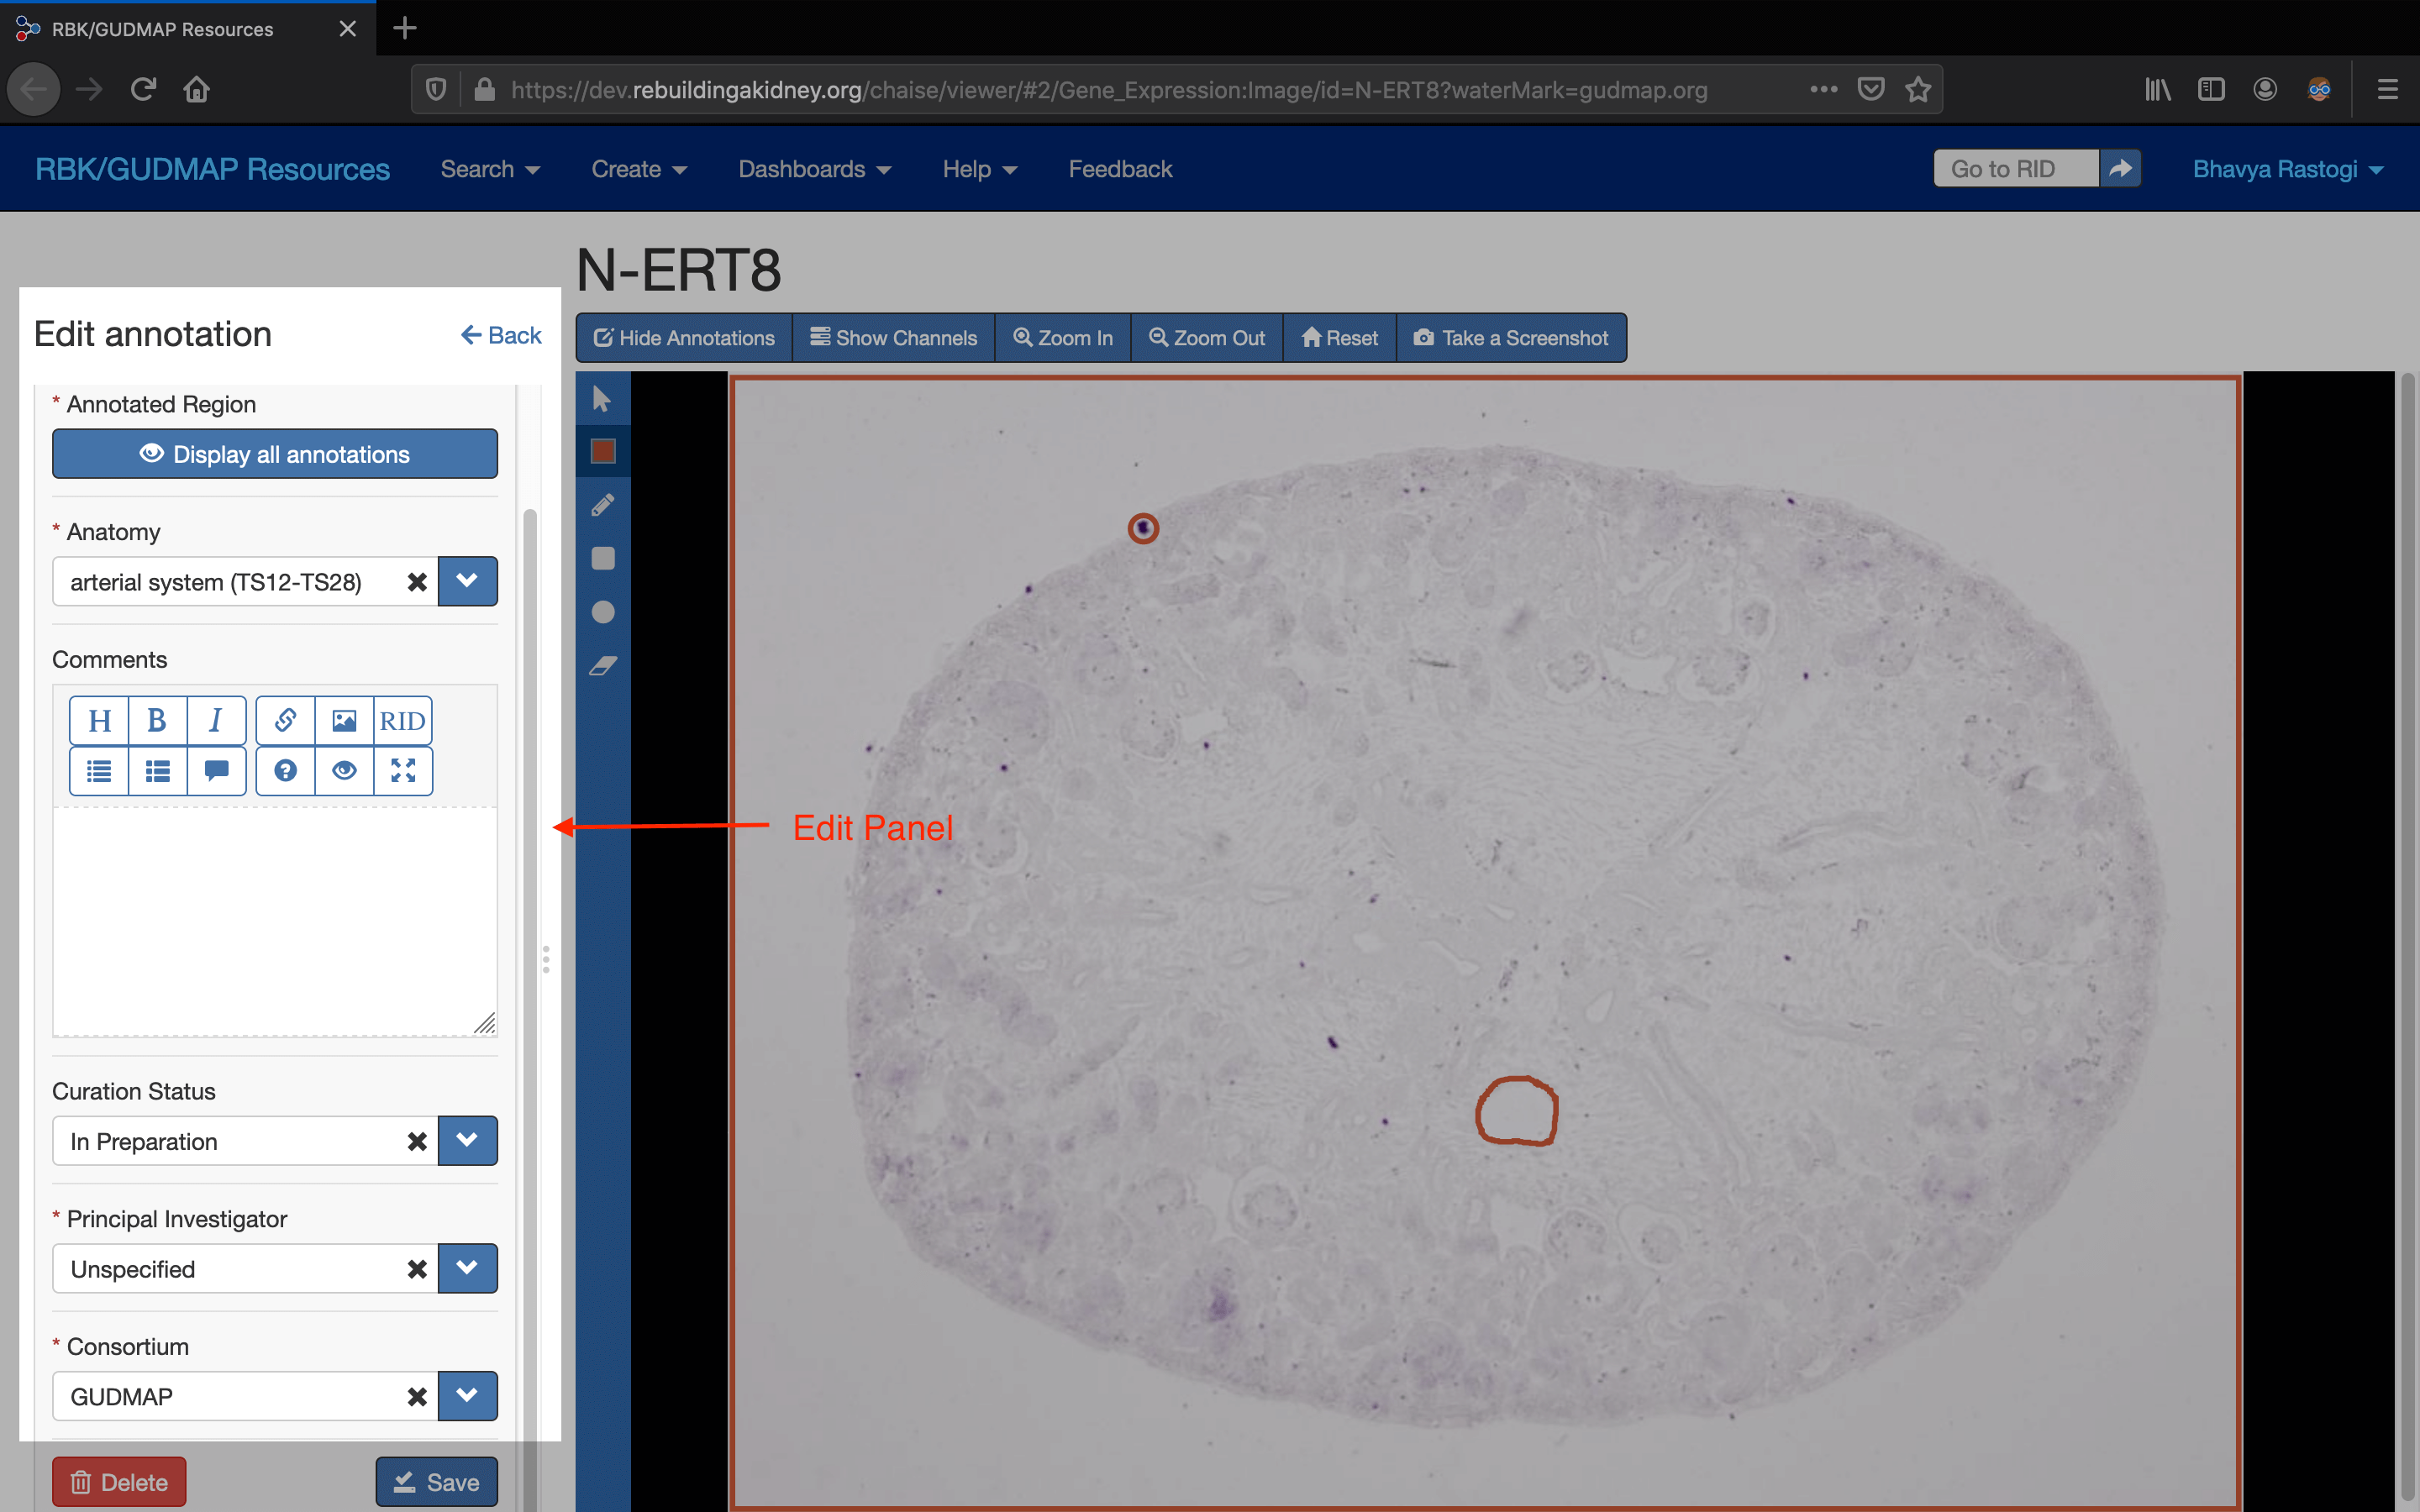 RBK/GUDMAP Resources
https://dev.rebuildingakidney.org/chaise/viewer/#2/Gene_Expression:Image/id=N-ERT8?waterMark=gudmap.org
RBK/GUDMAP Resources Search Create Dashboards Help Feedback Go to RID Bhavya Rastogi
N-ERT8
Edit annotation Back
Hide Annotations Show Channels Zoom In Zoom Out Reset Take a Screenshot
* Annotated Region
Display all annotations
* Anatomy
arterial system (TS12-TS28)
Comments
H B I RID
Edit Panel
Curation Status
In Preparation
* Principal Investigator
Unspecified
* Consortium
GUDMAP
Delete Save